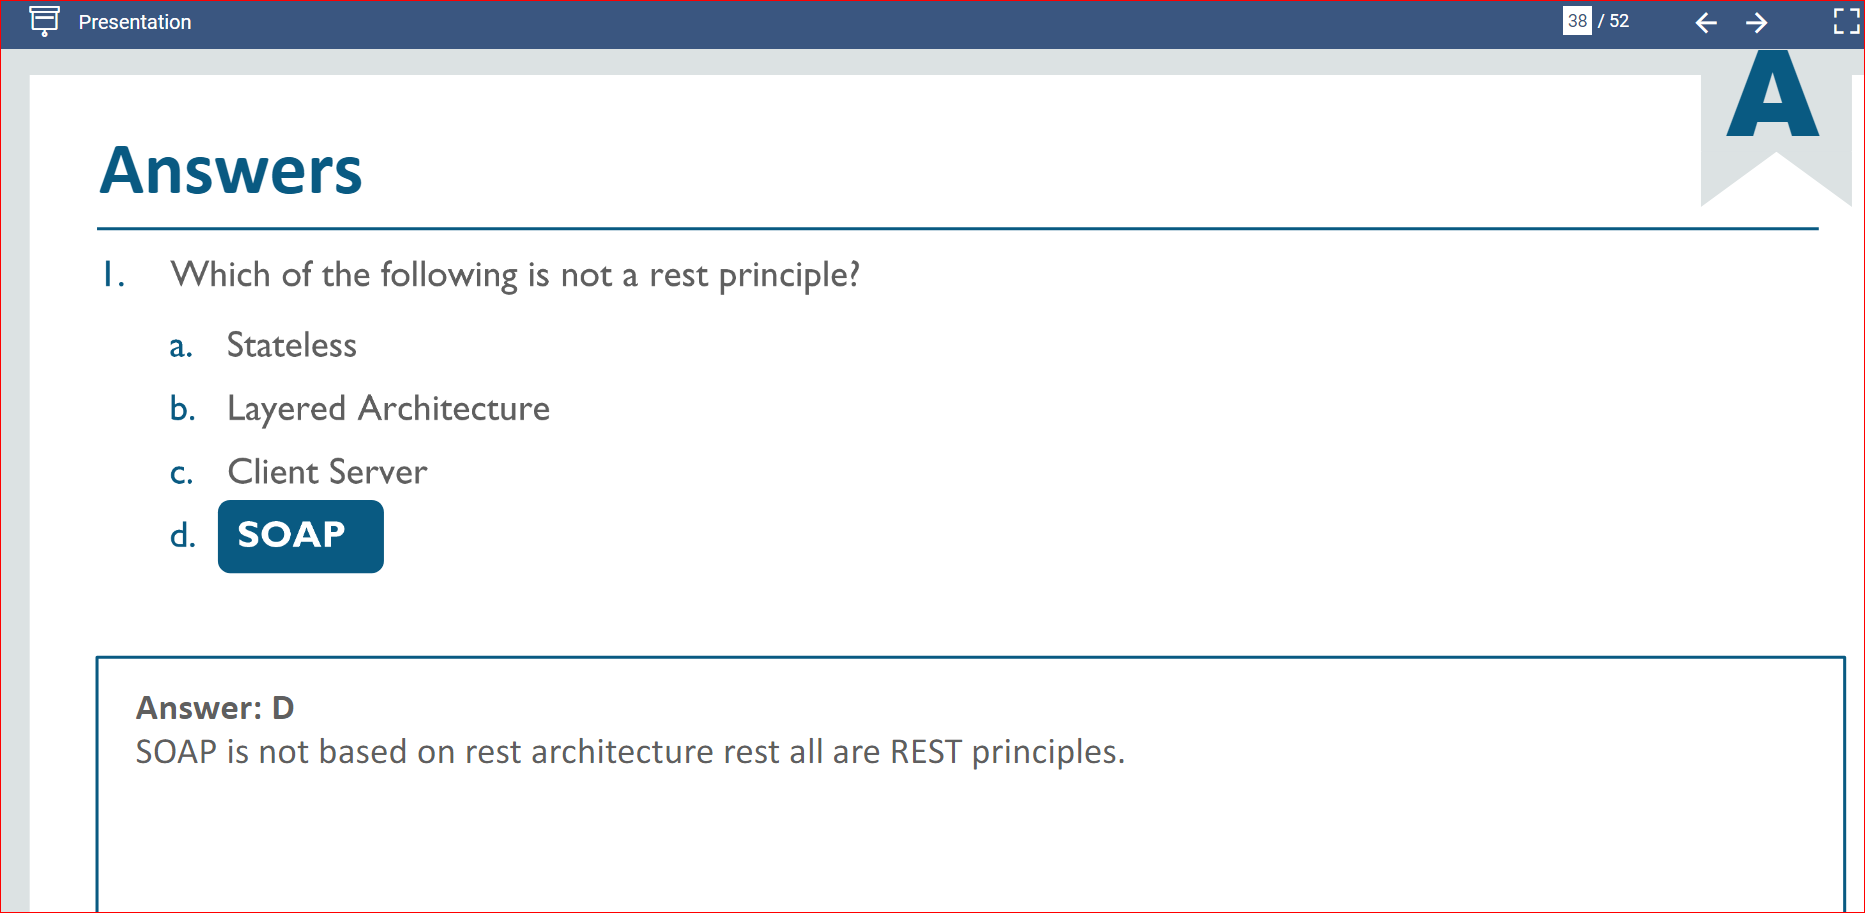 Presentation
38 / 52
A
Answers
1. Which of the following is not a rest principle?
a. Stateless
b. Layered Architecture
c. Client Server
d. SOAP
Answer: D
SOAP is not based on rest architecture rest all are REST principles.